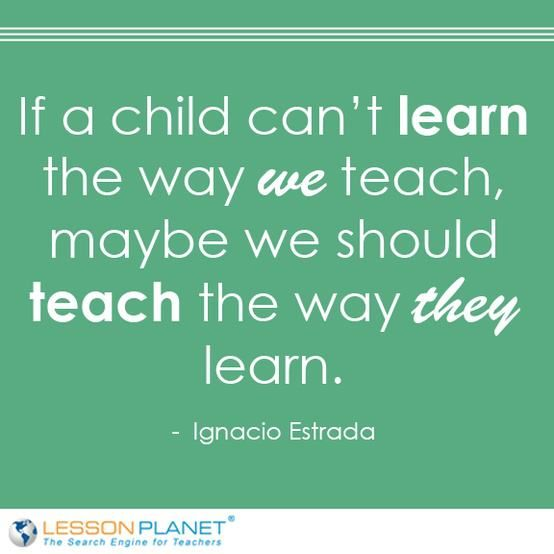 If a child can’t learn
the way we teach,
maybe we should
teach the way they
learn.
- Ignacio Estrada
LESSON PLANET®
The Search Engine for Teachers